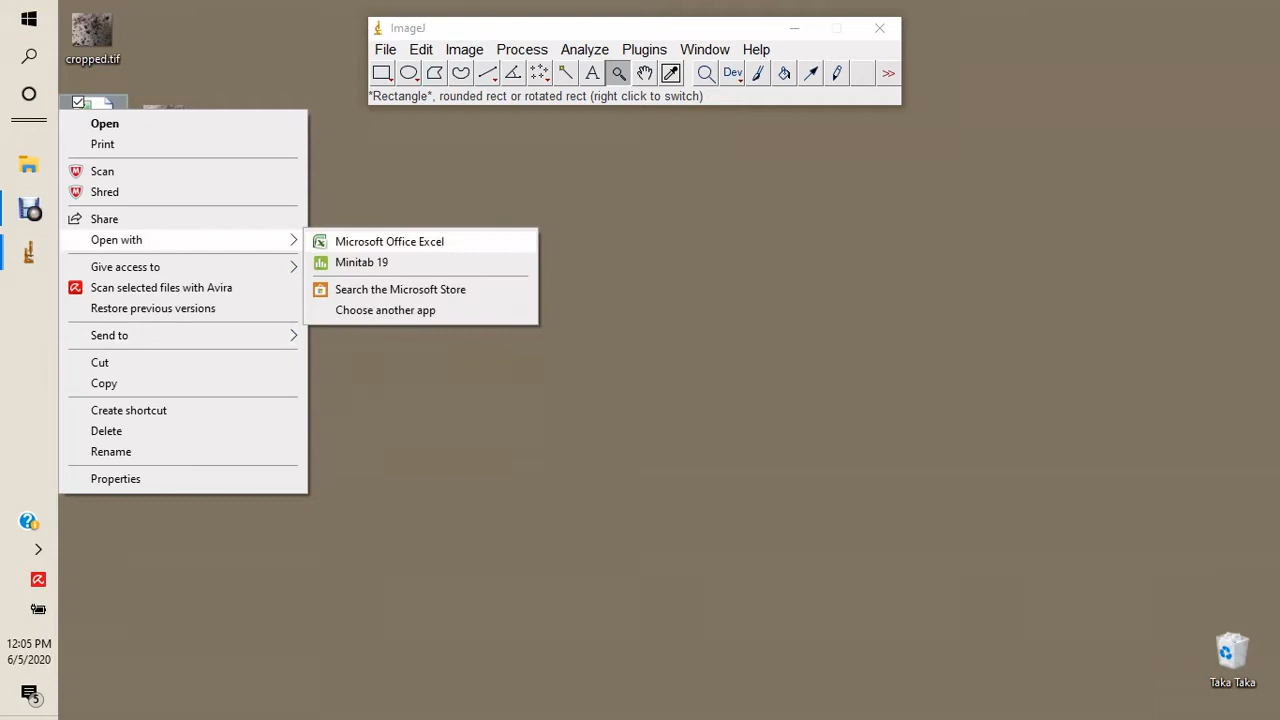 cropped.tif
ImageJ
File Edit Image Process Analyze Plugins Window Help
Dev
>>
*Rectangle*, rounded rect or rotated rect (right click to switch)
Open
Print
Scan
Shred
Share
Open with
Microsoft Office Excel
Minitab 19
Search the Microsoft Store
Choose another app
Give access to
Scan selected files with Avira
Restore previous versions
Send to
Cut
Copy
Create shortcut
Delete
Rename
Properties
12:05 PM
6/5/2020
5
Taka Taka